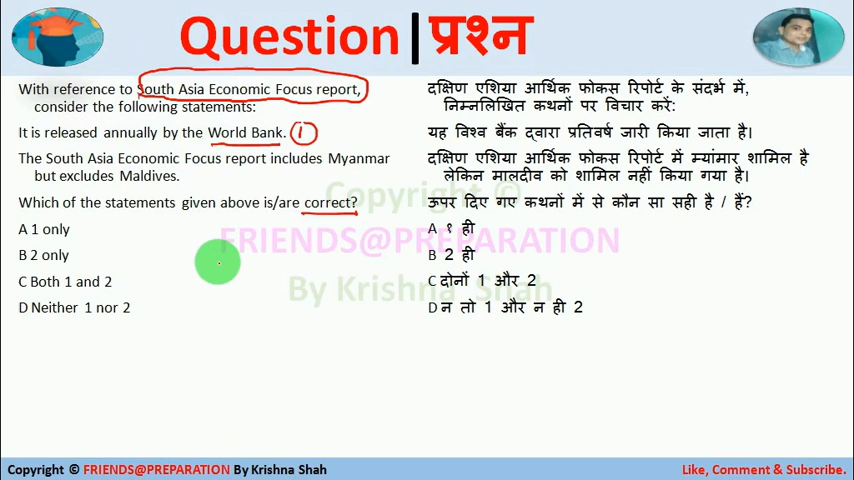 Question|प्रश्न
With reference to South Asia Economic Focus report,
consider the following statements:
It is released annually by the World Bank. 1
The South Asia Economic Focus report includes Myanmar
but excludes Maldives.
Which of the statements given above is/are correct?
A 1 only
B 2 only
C Both 1 and 2
D Neither 1 nor 2
दक्षिण एशिया आर्थिक फोकस रिपोर्ट के संदर्भ में,
निम्नलिखित कथनों पर विचार करें:
यह विश्व बैंक द्वारा प्रतिवर्ष जारी किया जाता है।
दक्षिण एशिया आर्थिक फोकस रिपोर्ट में म्यांमार शामिल है
लेकिन मालदीव को शामिल नहीं किया गया है।
ऊपर दिए गए कथनों में से कौन सा सही है / हैं?
A १ ही
B 2 ही
C दोनों 1 और 2
D न तो 1 और न ही 2
Copyright ©
FRIENDS@PREPARATION
By Krishna Shah
Copyright © FRIENDS@PREPARATION By Krishna Shah
Like, Comment & Subscribe.